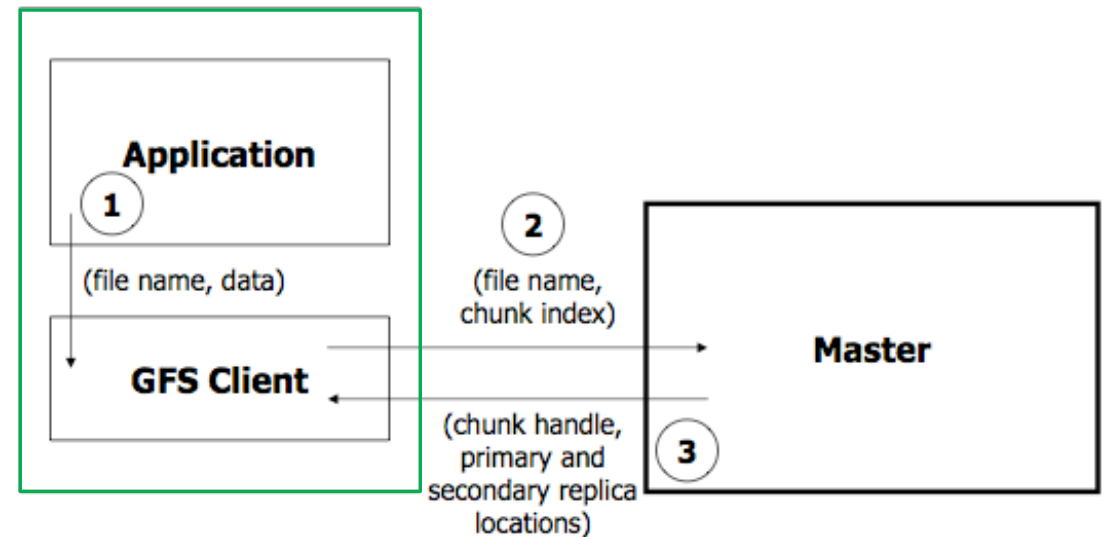 Application
1
(file name, data)
GFS Client
2
(file name,
chunk index)
Master
(chunk handle,
primary and
secondary replica
locations)
3